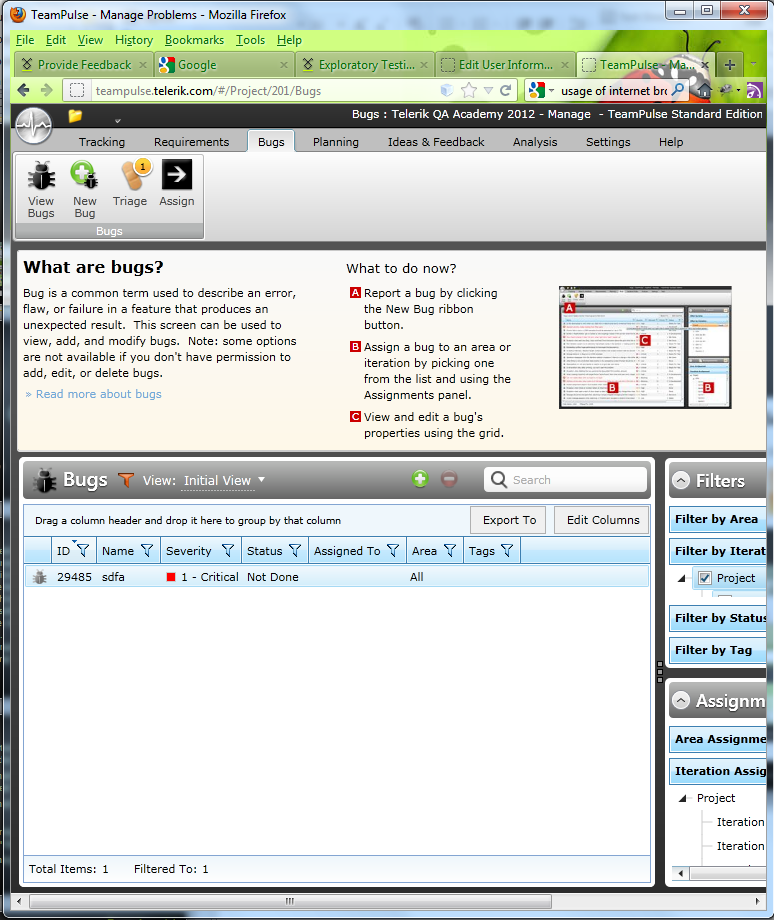 TeamPulse - Manage Problems - Mozilla Firefox
File Edit View History Bookmarks Tools Help
Provide Feedback
Google
Exploratory Testi...
Edit User Inform...
TeamPulse - Ma...
teampulse.telerik.com/#/Project/201/Bugs
usage of internet bro
Bugs : Telerik QA Academy 2012 - Manage - TeamPulse Standard Edition
Tracking Requirements Bugs Planning Ideas & Feedback Analysis Settings Help
1
View Bugs
New Bug
Triage
Assign
Bugs
What are bugs?
Bug is a common term used to describe an error,
flaw, or failure in a feature that produces an
unexpected result. This screen can be used to
view, add, and modify bugs. Note: some options
are not available if you don't have permission to
add, edit, or delete bugs.
» Read more about bugs
What to do now?
A Report a bug by clicking
the New Bug ribbon
button.
B Assign a bug to an area or
iteration by picking one
from the list and using the
Assignments panel.
C View and edit a bug's
properties using the grid.
A
C
B B
Bugs View: Initial View Search
Drag a column header and drop it here to group by that column
Export To Edit Columns
ID Name Severity Status Assigned To Area Tags
29485 sdfa 1 - Critical Not Done All
Total Items: 1 Filtered To: 1
Filters
Filter by Area
Filter by Iterat
Project
Filter by Status
Filter by Tag
Assignm
Area Assignme
Iteration Assig
Project
Iteration
Iteration